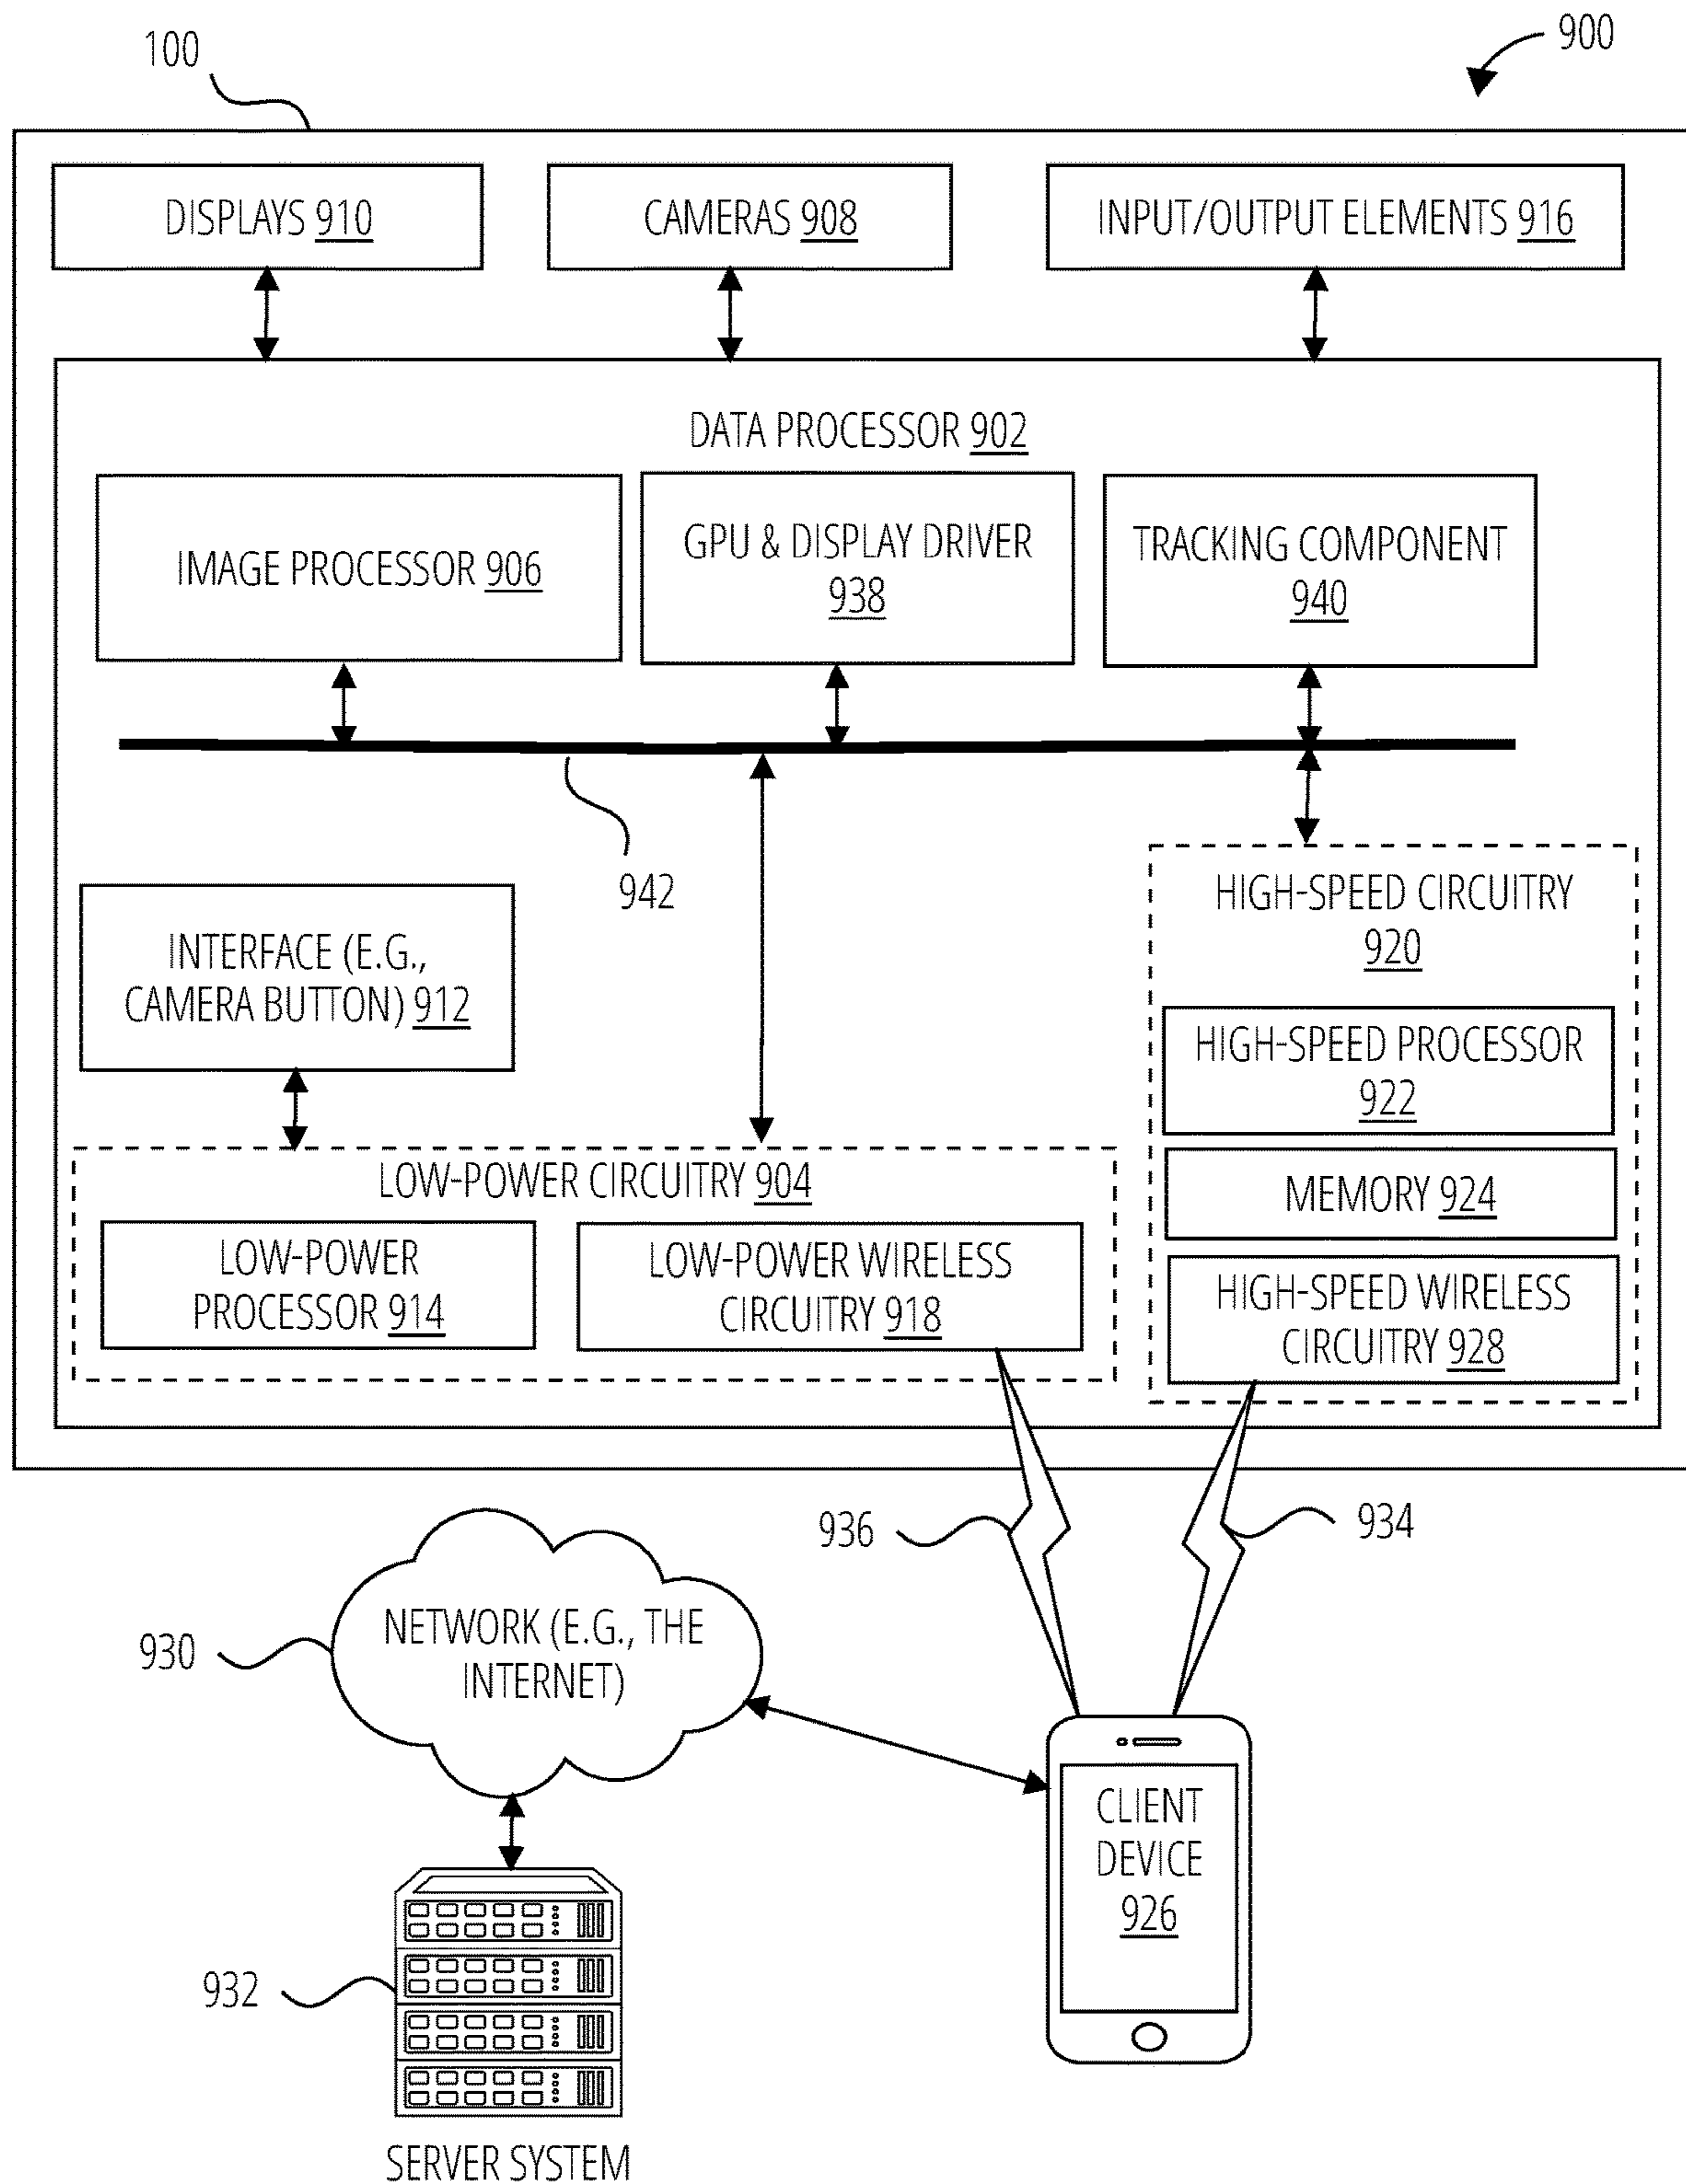 100
900
DISPLAYS 910
CAMERAS 908
INPUT/OUTPUT ELEMENTS 916
DATA PROCESSOR 902
IMAGE PROCESSOR 906
GPU & DISPLAY DRIVER
938
TRACKING COMPONENT
940
942
INTERFACE (E.G.,
CAMERA BUTTON) 912
HIGH-SPEED CIRCUITRY
920
HIGH-SPEED PROCESSOR
922
MEMORY 924
HIGH-SPEED WIRELESS
CIRCUITRY 928
LOW-POWER CIRCUITRY 904
LOW-POWER
PROCESSOR 914
LOW-POWER WIRELESS
CIRCUITRY 918
936
934
930
NETWORK (E.G., THE
INTERNET)
CLIENT
DEVICE
926
932
SERVER SYSTEM